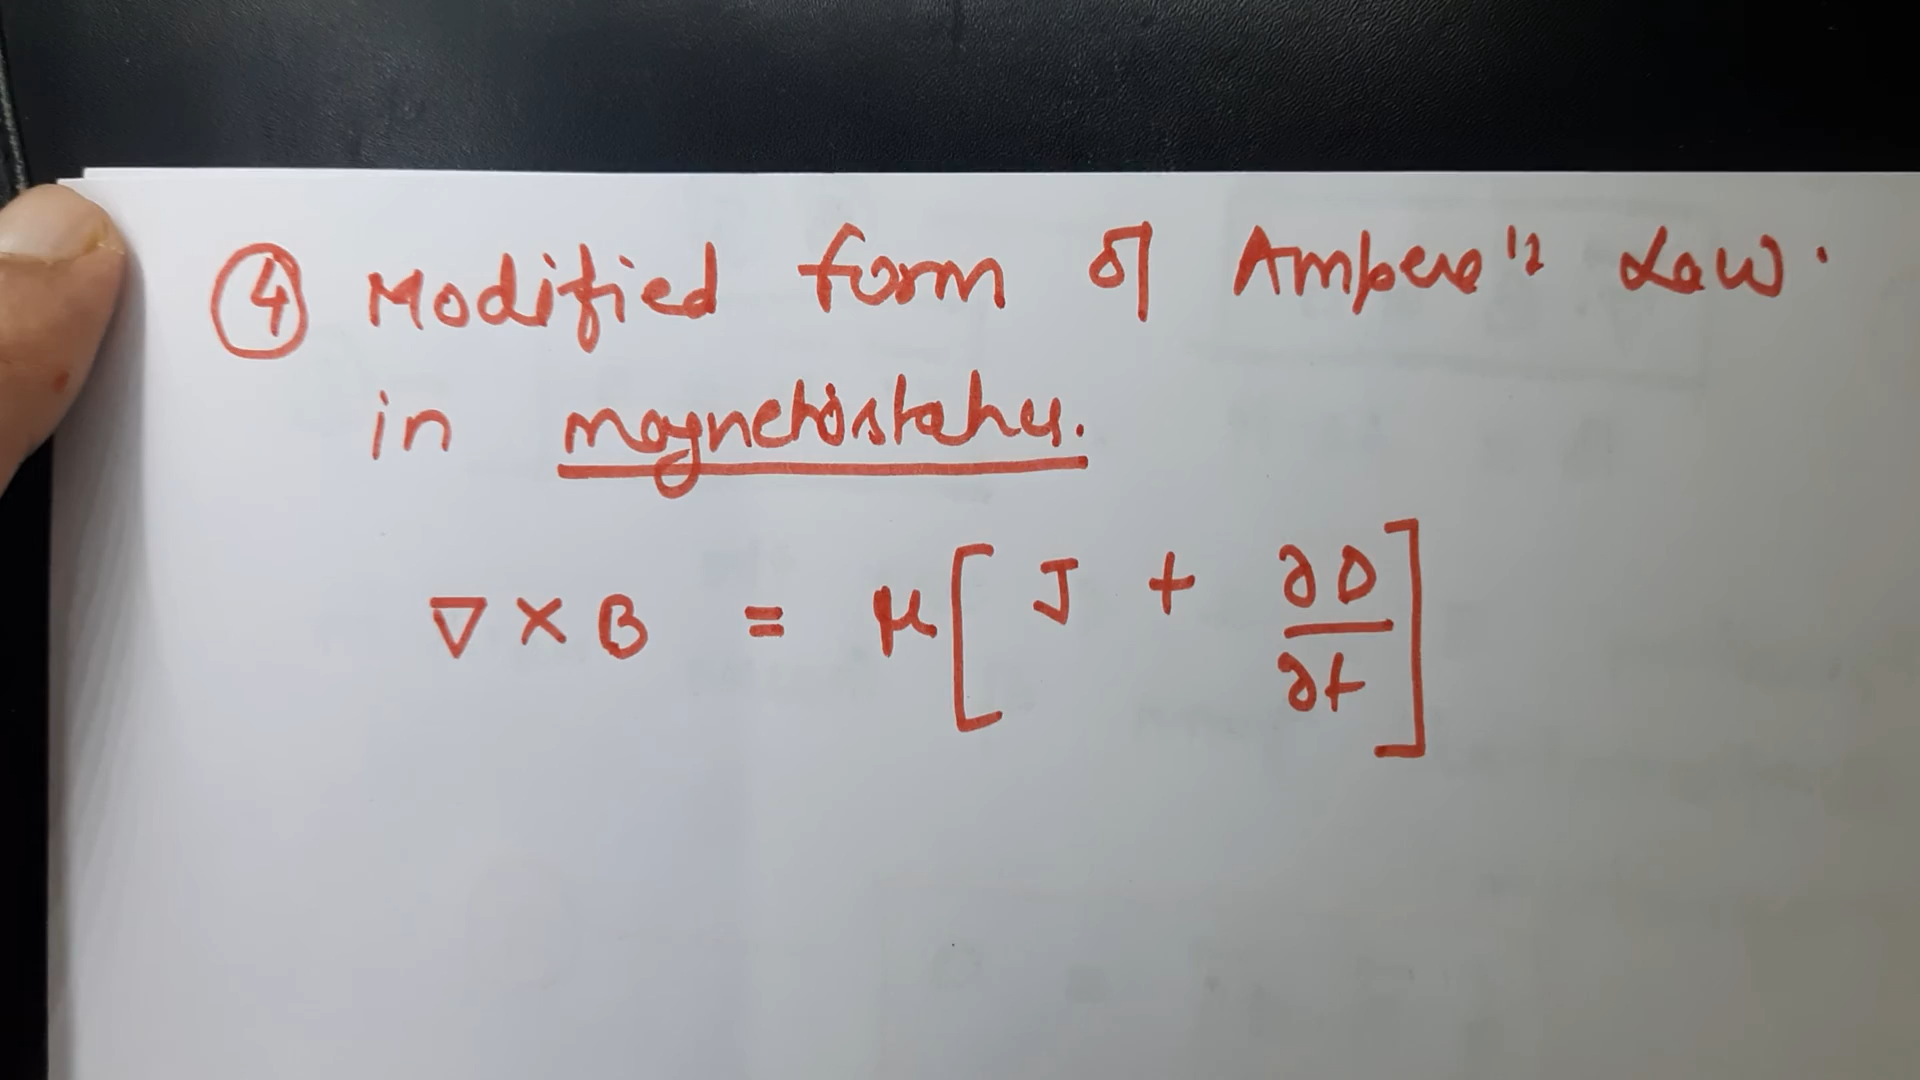 ④ Modified form of Ampere's Law.
in magnetostatics.
∇ × B = μ[ J + ∂D/∂t ]